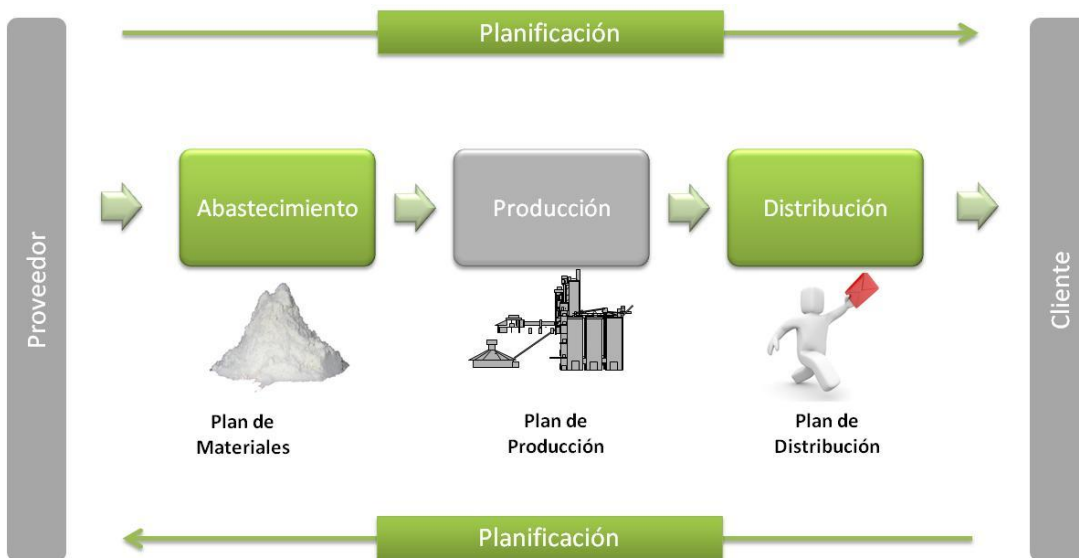 Planificación
Proveedor
Abastecimiento
Producción
Distribución
Cliente
Plan de
Materiales
Plan de
Producción
Plan de
Distribución
Planificación